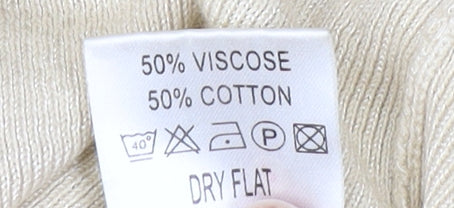 50% VISCOSE
50% COTTON
40° P
DRY FLAT